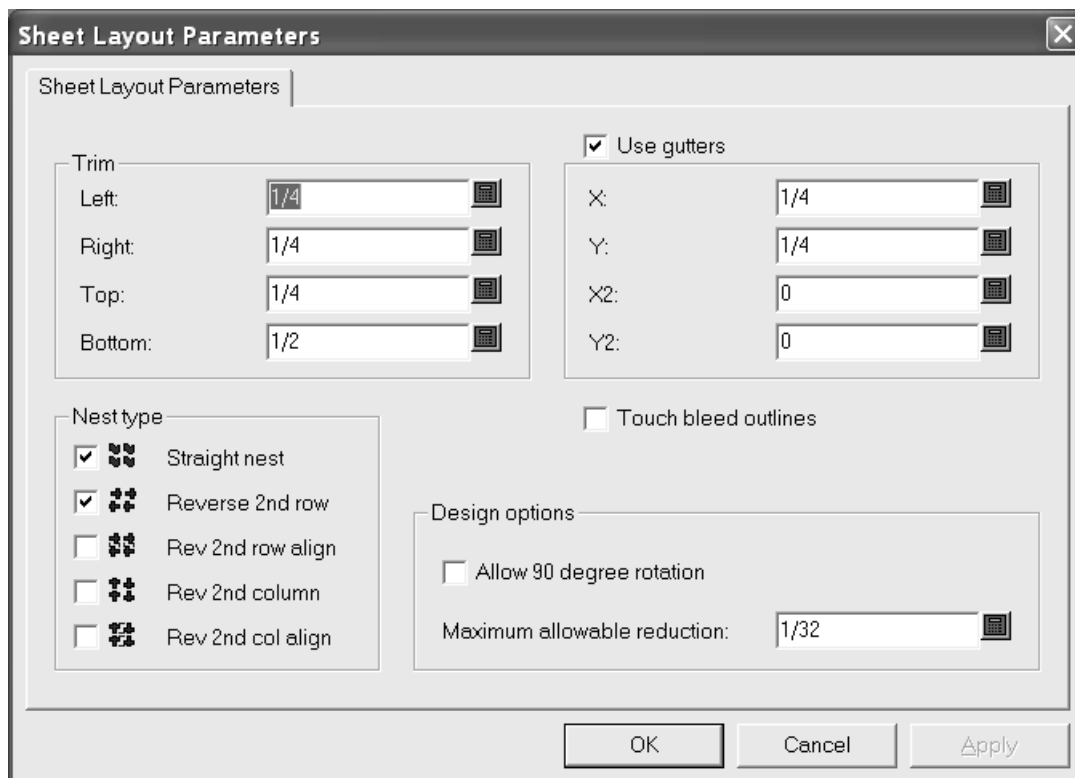 Sheet Layout Parameters
Sheet Layout Parameters
Trim
Left: 1/4
Right: 1/4
Top: 1/4
Bottom: 1/2
Use gutters
X: 1/4
Y: 1/4
X2: 0
Y2: 0
Nest type
Straight nest
Reverse 2nd row
Rev 2nd row align
Rev 2nd column
Rev 2nd col align
Touch bleed outlines
Design options
Allow 90 degree rotation
Maximum allowable reduction: 1/32
OK Cancel Apply